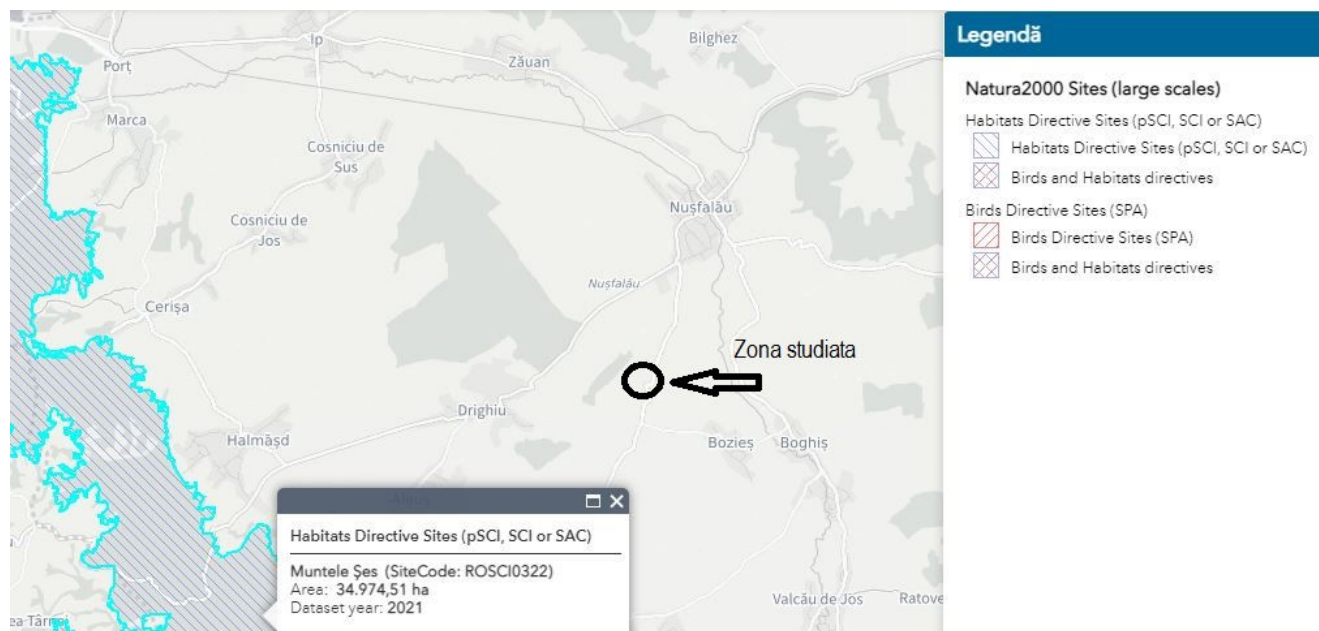 Ip
Bilghez
Zăuan
Porț
Marca
Cosniciu de
Sus
Nușfalău
Cosniciu de
Jos
Nușfalău
Cerișa
Zona studiata
Drighiu
Halmășd
Bozieș
Boghiș
Habitats Directive Sites (pSCI, SCI or SAC)
Muntele Șes (SiteCode: ROSCI0322)
Area: 34.974,51 ha
Dataset year: 2021
Valcău de Jos
Ratove
Legendă
Natura2000 Sites (large scales)
Habitats Directive Sites (pSCI, SCI or SAC)
Habitats Directive Sites (pSCI, SCI or SAC)
Birds and Habitats directives
Birds Directive Sites (SPA)
Birds Directive Sites (SPA)
Birds and Habitats directives